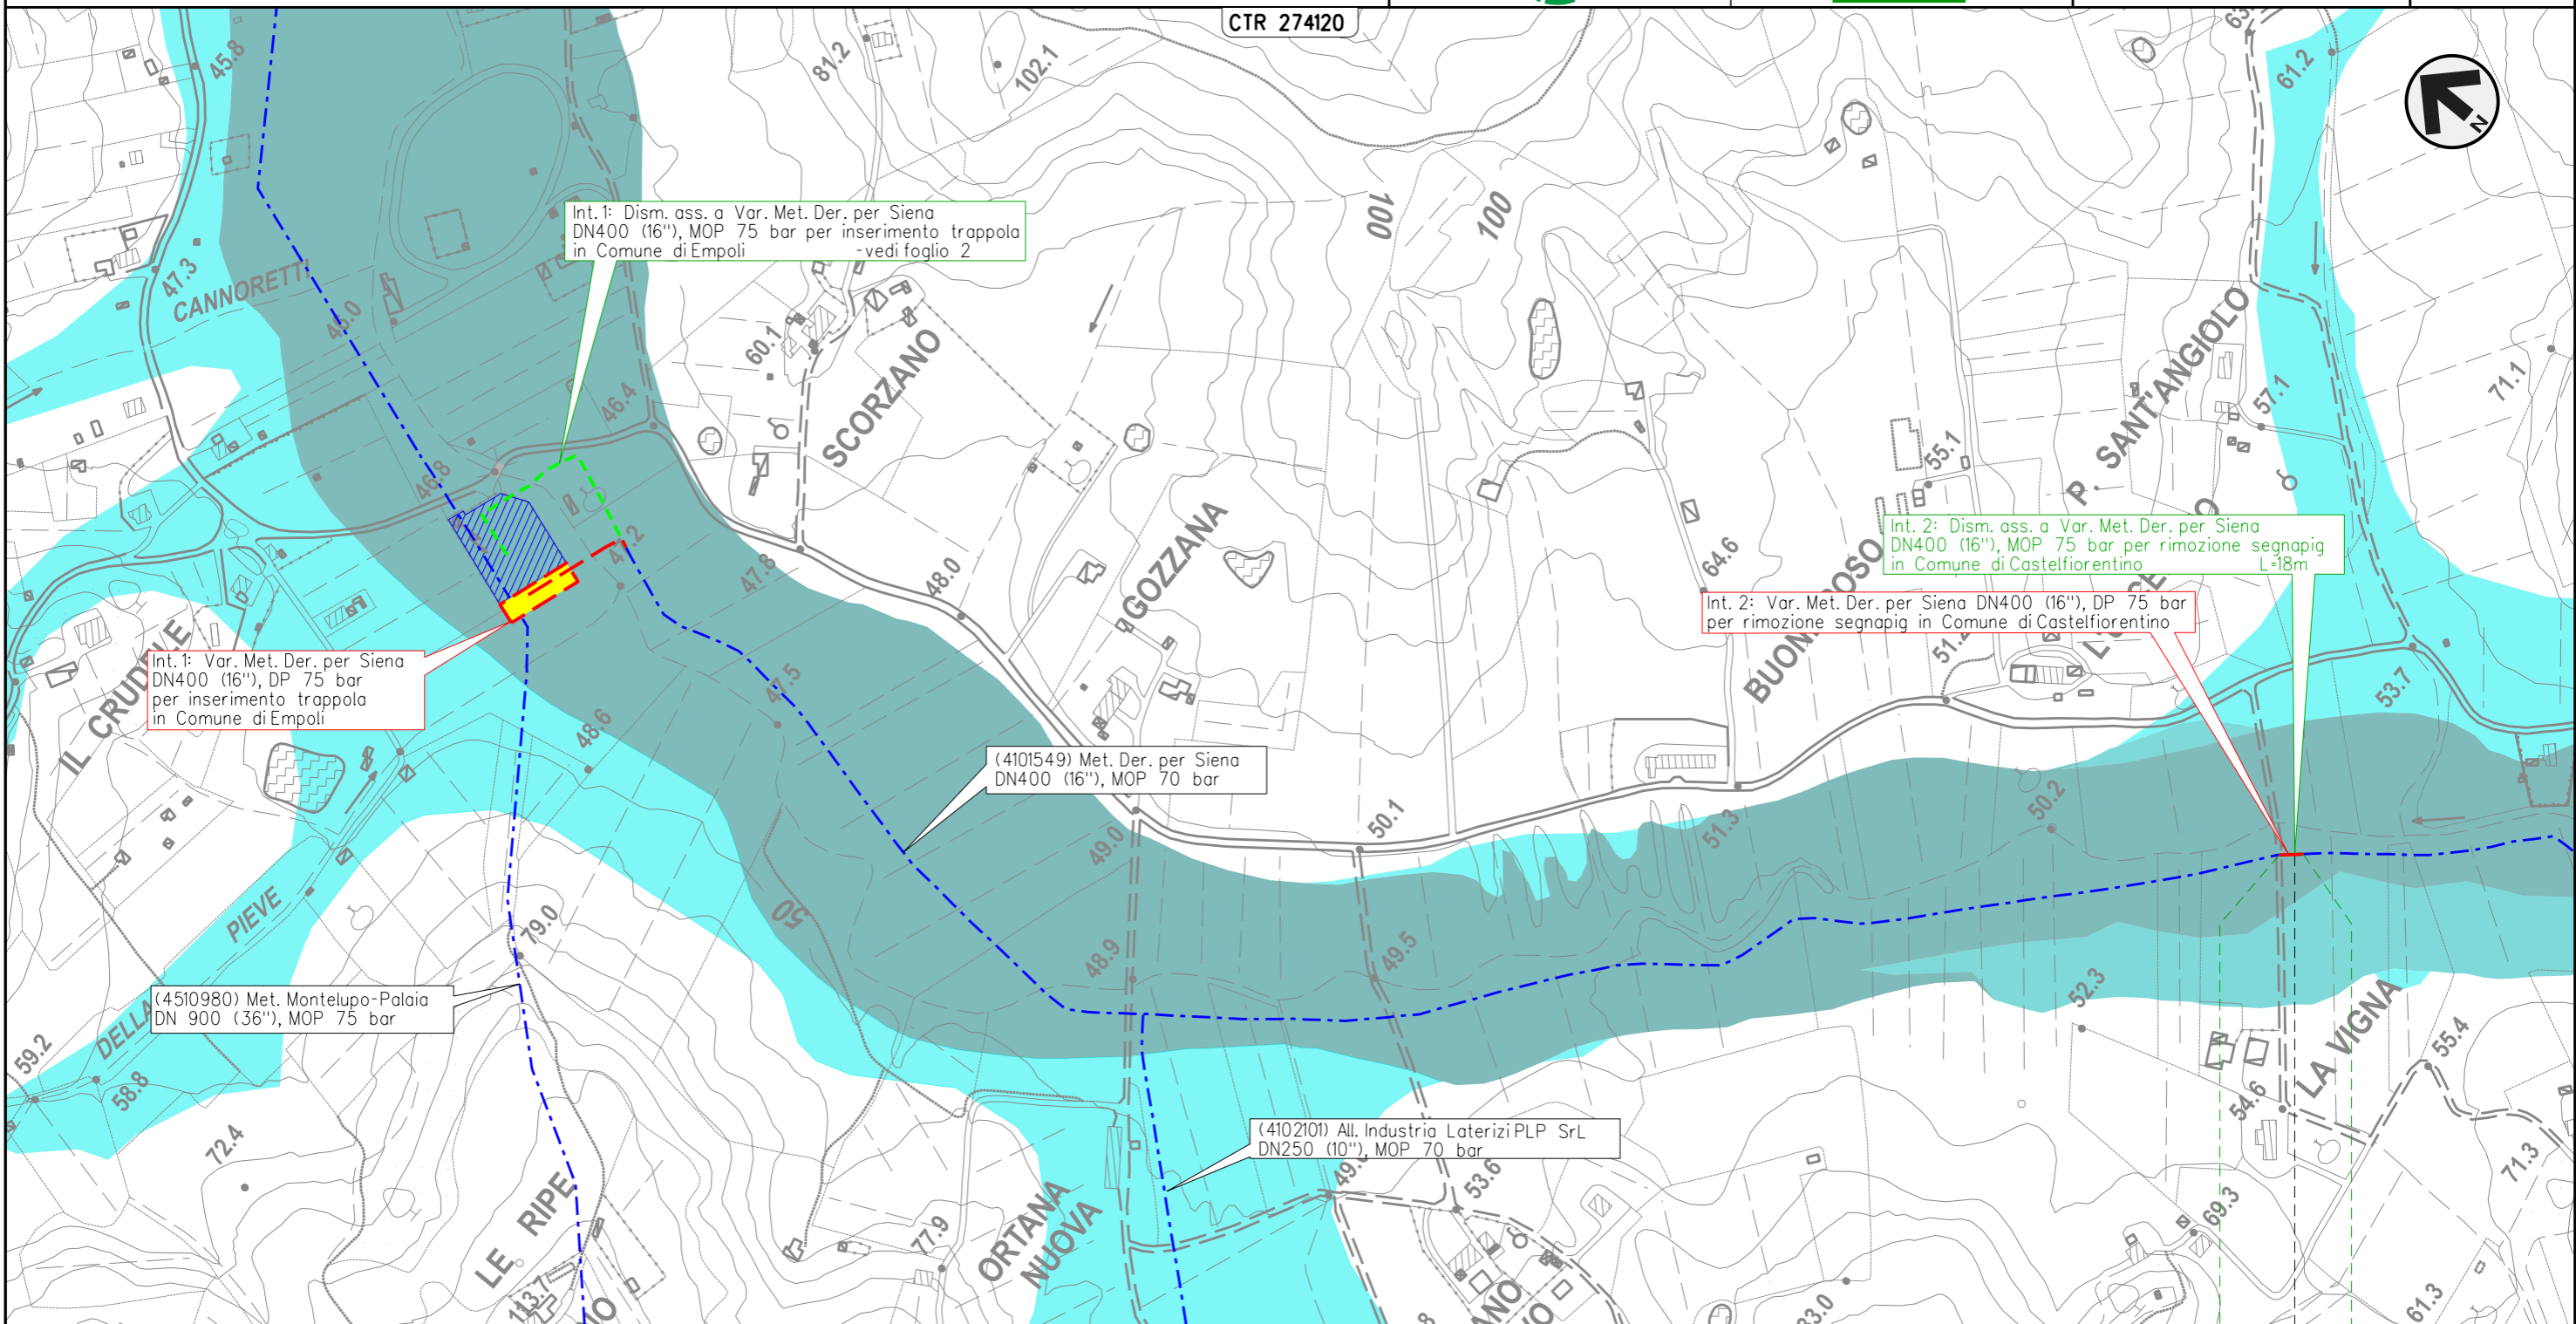 CTR 274120
63.
45.8
81.2
102.1
61.2
N
100
100
Int. 1: Dism. ass. a Var. Met. Der. per Siena
DN400 (16"), MOP 75 bar per inserimento trappola
in Comune di Empoli -vedi foglio 2
47.3
CANNORETTI
45.0
60.1
SCORZANO
46.4
46.8
P. SANT'ANGIOLO
57.1
71.1
55.1
47.8
48.0
GOZZANA
64.6
Int. 2: Dism. ass. a Var. Met. Der. per Siena
DN400 (16"), MOP 75 bar per rimozione segnapig
in Comune di Castelfiorentino L=18m
Int. 2: Var. Met. Der. per Siena DN400 (16"), DP 75 bar
per rimozione segnapig in Comune di Castelfiorentino
Int. 1: Var. Met. Der. per Siena
DN400 (16"), DP 75 bar
per inserimento trappola
in Comune di Empoli
IL CRUDELE
47.5
48.6
53.7
(4101549) Met. Der. per Siena
DN400 (16"), MOP 70 bar
50.1
49.0
51.3
50.2
50
PIEVE
DELLA
79.0
48.9
49.5
52.3
(4510980) Met. Montelupo-Palaia
DN 900 (36"), MOP 75 bar
59.2
58.8
72.4
LA VIGNA
54.6
55.4
71.3
(4102101) All. Industria Laterizi PLP SrL
DN250 (10"), MOP 70 bar
53.6
69.3
LE RIPE
77.9
ORTANA
NUOVA
113.7
61.3